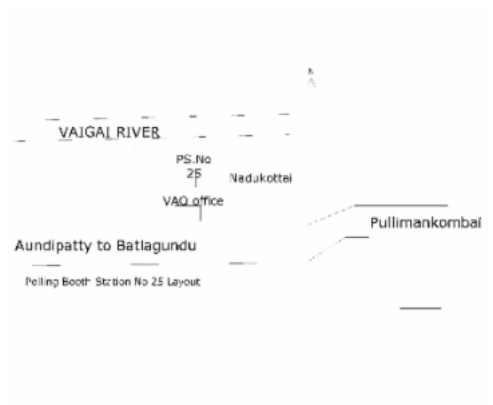 N
VAIGAI RIVER
PS.No
25
Nadukottai
VAO office
Pullimankombai
Aundipatty to Batlagundu
Polling Booth Station No 25 Layout